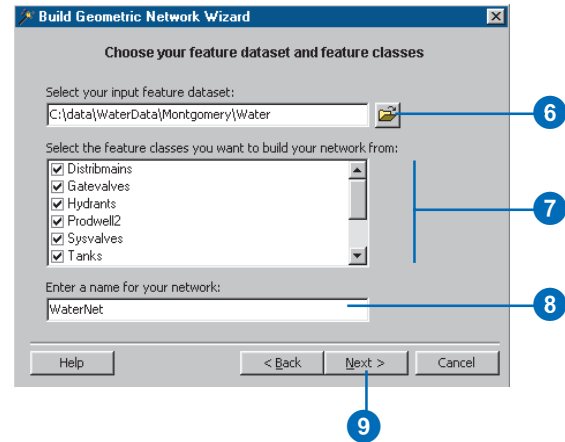 Build Geometric Network Wizard
Choose your feature dataset and feature classes
Select your input feature dataset:
C:\data\WaterData\Montgomery\Water
6
Select the feature classes you want to build your network from:
Distribmains
Gatevalves
Hydrants
Prodwell2
Sysvalves
Tanks
7
Enter a name for your network:
WaterNet
8
Help
< Back
Next >
Cancel
9